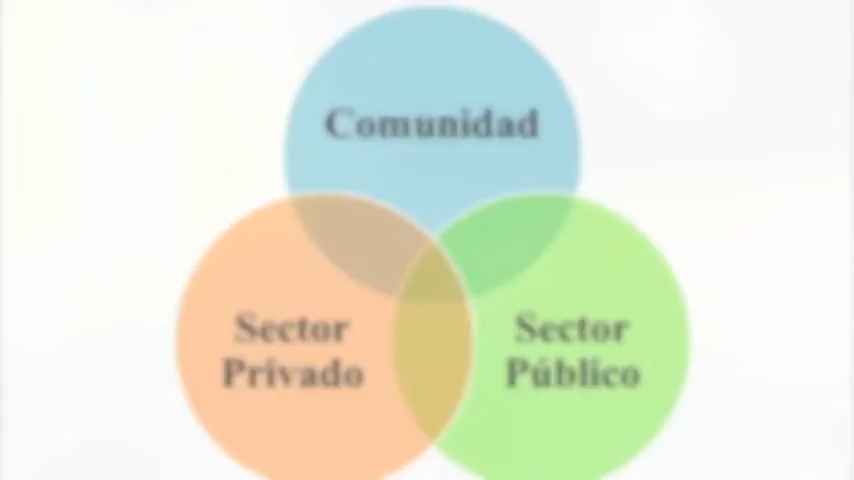 Comunidad
Sector
Privado
Sector
Público